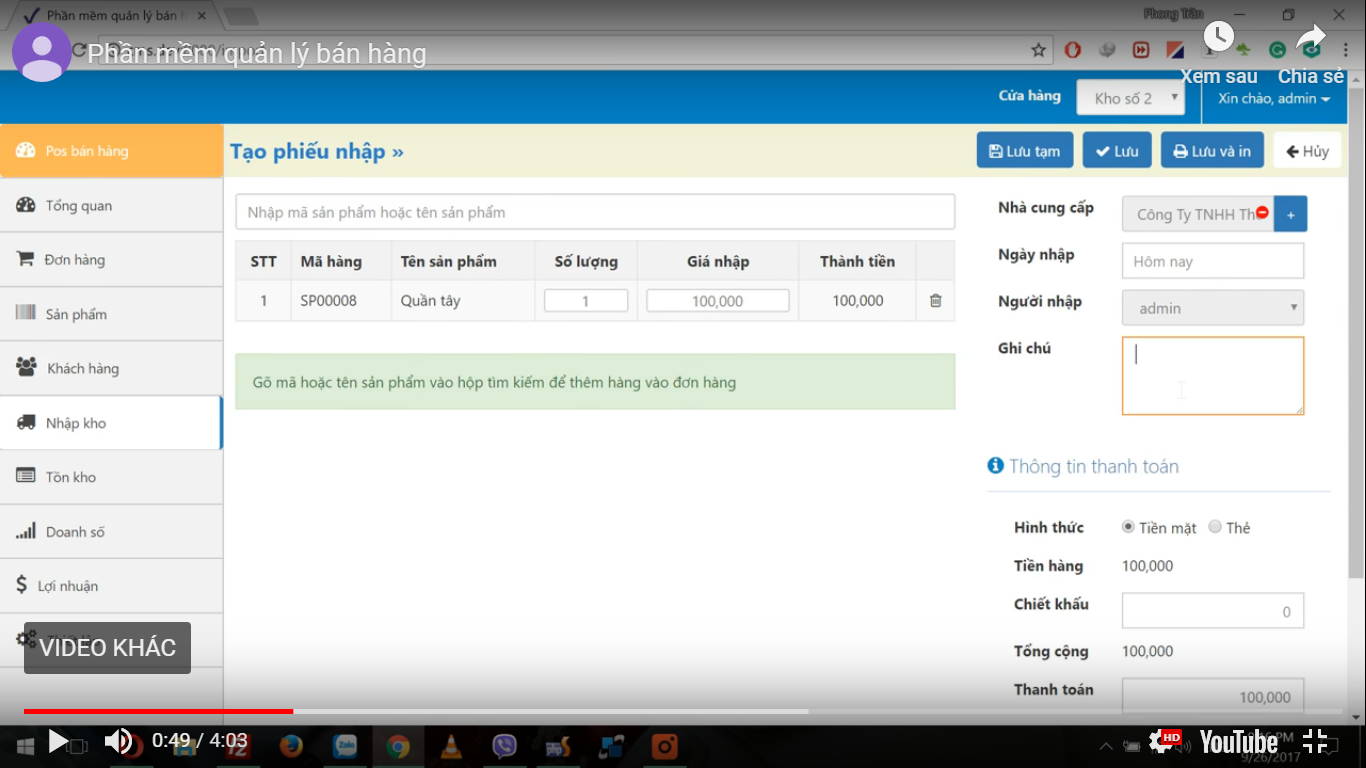 Phần mềm quản lý bán h
Phong Trần
Phần mềm quản lý bán hàng
Xem sau
Chia sẻ
Cửa hàng
Kho số 2
Xin chào, admin
Pos bán hàng
Tổng quan
Đơn hàng
Sản phẩm
Khách hàng
Nhập kho
Tồn kho
Doanh số
Lợi nhuận
Tạo phiếu nhập »
Lưu tạm
Lưu
Lưu và in
Hủy
Nhập mã sản phẩm hoặc tên sản phẩm
STT Mã hàng Tên sản phẩm Số lượng Giá nhập Thành tiền
1 SP00008 Quần tây 1 100,000 100,000
Gõ mã hoặc tên sản phẩm vào hộp tìm kiếm để thêm hàng vào đơn hàng
Nhà cung cấp Công Ty TNHH Th +
Ngày nhập Hôm nay
Người nhập admin
Ghi chú
Thông tin thanh toán
Hình thức Tiền mặt Thẻ
Tiền hàng 100,000
Chiết khấu 0
Tổng cộng 100,000
Thanh toán 100,000
VIDEO KHÁC
0:49 / 4:03
Zalo
php
HD
YouTube
9/26/2017